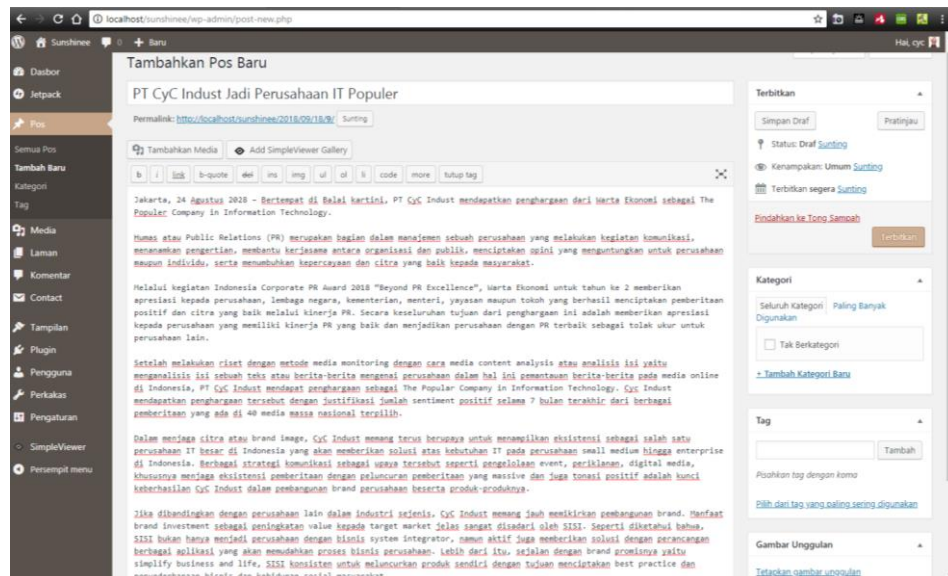 localhost/sunshinee/wp-admin/post-new.php
Sunshinee 0 + Baru
Hai, cyc
Dasbor
Jetpack
Pos
Semua Pos
Tambah Baru
Kategori
Tag
Media
Laman
Komentar
Contact
Tampilan
Plugin
Pengguna
Perkakas
Pengaturan
SimpleViewer
Persempit menu
Tambahkan Pos Baru
PT CyC Indust Jadi Perusahaan IT Populer
Permalink: http://localhost/sunshinee/2018/09/18/9/ Sunting
Tambahkan Media Add SimpleViewer Gallery
b i link b-quote del ins img ul ol li code more tutup tag
Jakarta, 24 Agustus 2028 – Bertempat di Balai kartini, PT CyC Indust mendapatkan penghargaan dari Warta Ekonomi sebagai The
Populer Company in Information Technology.
Humas atau Public Relations (PR) merupakan bagian dalam manajemen sebuah perusahaan yang melakukan kegiatan komunikasi,
menanamkan pengertian, membantu kerjasama antara organisasi dan publik, menciptakan opini yang menguntungkan untuk perusahaan
maupun individu, serta menumbuhkan kepercayaan dan citra yang baik kepada masyarakat.
Melalui kegiatan Indonesia Corporate PR Award 2018 "Beyond PR Excellence", Warta Ekonomi untuk tahun ke 2 memberikan
apresiasi kepada perusahaan, lembaga negara, kementerian, menteri, yayasan maupun tokoh yang berhasil menciptakan pemberitaan
positif dan citra yang baik melalui kinerja PR. Secara keseluruhan tujuan dari penghargaan ini adalah memberikan apresiasi
kepada perusahaan yang memiliki kinerja PR yang baik dan menjadikan perusahaan dengan PR terbaik sebagai tolak ukur untuk
perusahaan lain.
Setelah melakukan riset dengan metode media monitoring dengan cara media content analysis atau analisis isi yaitu
menganalisis isi sebuah teks atau berita-berita mengenai perusahaan dalam hal ini pemantauan berita-berita pada media online
di Indonesia, PT CyC Indust mendapat penghargaan sebagai The Popular Company in Information Technology. Cyc Indust
mendapatkan penghargaan tersebut dengan justifikasi jumlah sentiment positif selama 7 bulan terakhir dari berbagai
pemberitaan yang ada di 40 media massa nasional terpilih.
Dalam menjaga citra atau brand image, CyC Indust memang terus berupaya untuk menampilkan eksistensi sebagai salah satu
perusahaan IT besar di Indonesia yang akan memberikan solusi atas kebutuhan IT pada perusahaan small medium hingga enterprise
di Indonesia. Berbagai strategi komunikasi sebagai upaya tersebut seperti pengelolaan event, periklanan, digital media,
khususnya menjaga eksistensi pemberitaan dengan peluncuran pemberitaan yang massive dan juga tonasi positif adalah kunci
keberhasilan CyC Indust dalam pembangunan brand perusahaan beserta produk-produknya.
Jika dibandingkan dengan perusahaan lain dalam industri sejenis, CyC Indust memang jauh memikirkan pembangunan brand. Manfaat
brand investment sebagai peningkatan value kepada target market jelas sangat disadari oleh SISI. Seperti diketahui bahwa,
SISI bukan hanya menjadi perusahaan dengan bisnis system integrator, namun aktif juga memberikan solusi dengan perancangan
berbagai aplikasi yang akan memudahkan proses bisnis perusahaan. Lebih dari itu, sejalan dengan brand promisnya yaitu
simplify business and life, SISI konsisten untuk meluncurkan produk sendiri dengan tujuan menciptakan best practice dan
Terbitkan
Simpan Draf Pratinjau
Status: Draf Sunting
Kenampakan: Umum Sunting
Terbitkan segera Sunting
Pindahkan ke Tong Sampah
Terbitkan
Kategori
Seluruh Kategori Paling Banyak
Digunakan
Tak Berkategori
+ Tambah Kategori Baru
Tag
Tambah
Pisahkan tag dengan koma
Pilih dari tag yang paling sering digunakan
Gambar Unggulan
Tetapkan gambar unggulan